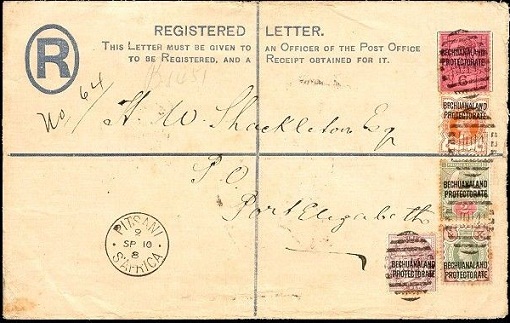 REGISTERED LETTER.
THIS LETTER MUST BE GIVEN TO AN OFFICER OF THE POST OFFICE
TO BE REGISTERED, AND A RECEIPT OBTAINED FOR IT.
R
No. 64
H. W. Shackleton Esq
P.O.
Port Elizabeth
PITSANI
9
SP 10
8
S. AFRICA
BECHUANALAND
PROTECTORATE
BECHUANALAND
PROTECTORATE
BECHUANALAND
PROTECTORATE
BECHUANALAND
PROTECTORATE
BECHUANALAND
PROTECTORATE